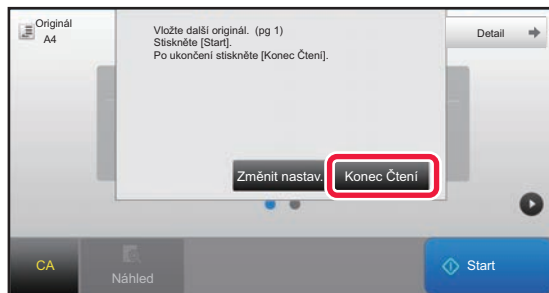 Originál
A4
Vložte další originál. (pg 1)
Stiskněte [Start].
Po ukončení stiskněte [Konec Čtení].
Detail
Změnit nastav.
Konec Čtení
CA
Náhled
Start